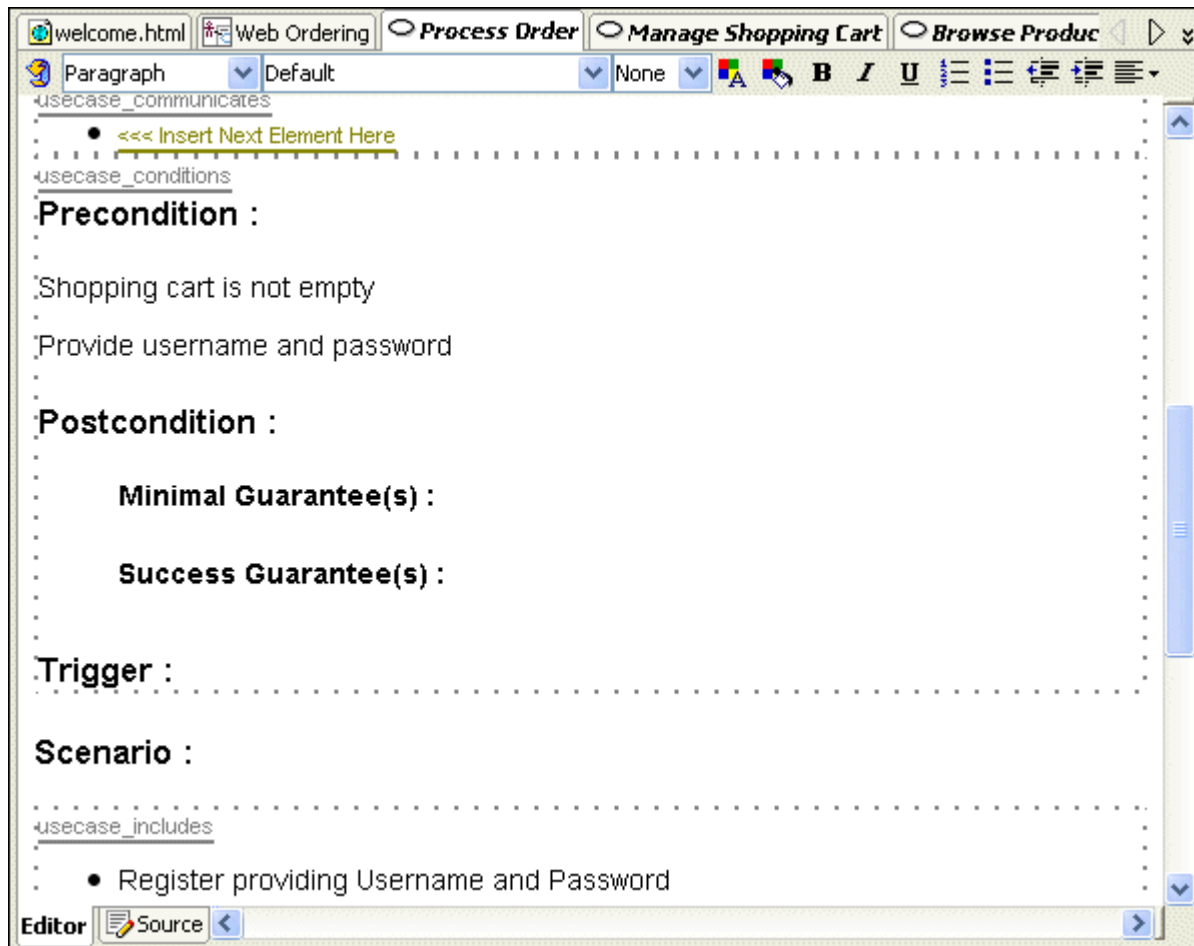 welcome.html Web Ordering Process Order Manage Shopping Cart Browse Produc
Paragraph Default None A B I U
usecase_communicates
• <<< Insert Next Element Here
usecase_conditions
Precondition :
Shopping cart is not empty
Provide username and password
Postcondition :
Minimal Guarantee(s) :
Success Guarantee(s) :
Trigger :
Scenario :
usecase_includes
• Register providing Username and Password
Editor Source